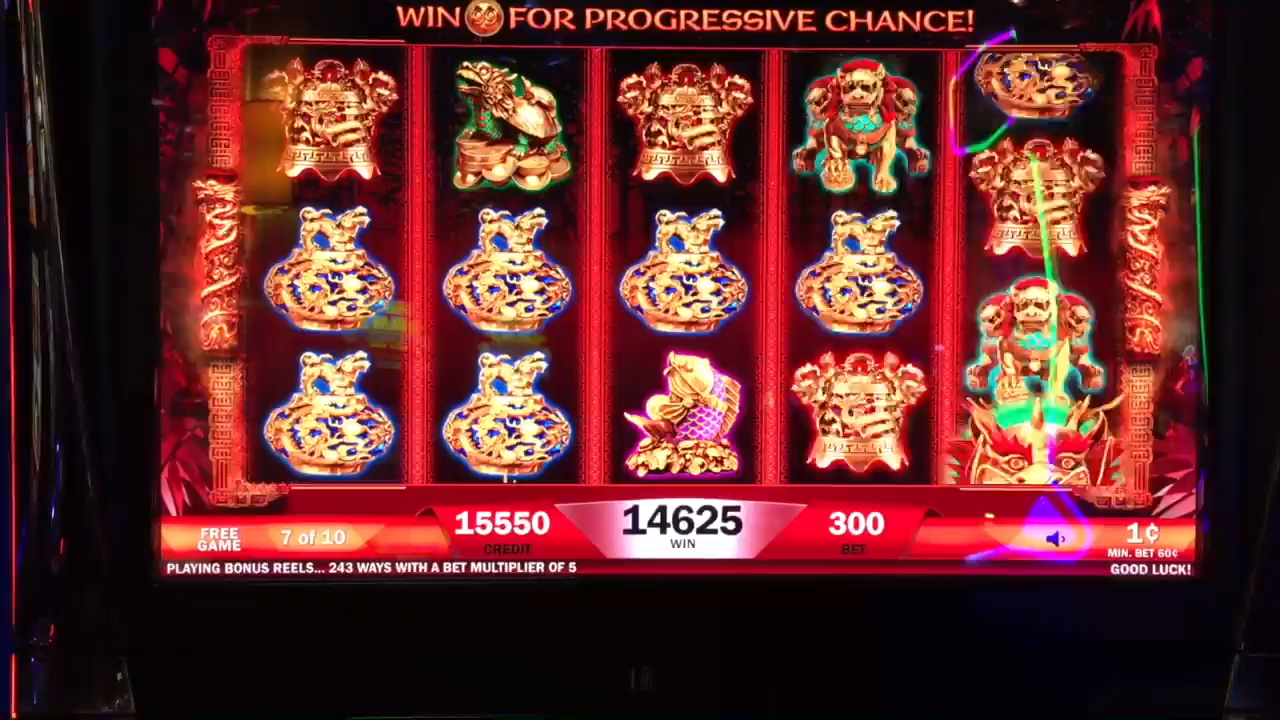 WIN FOR PROGRESSIVE CHANCE!
FREE GAME 7 of 10
15550
CREDIT
14625
WIN
300
BET
1¢
MIN. BET 60¢
PLAYING BONUS REELS... 243 WAYS WITH A BET MULTIPLIER OF 5
GOOD LUCK!